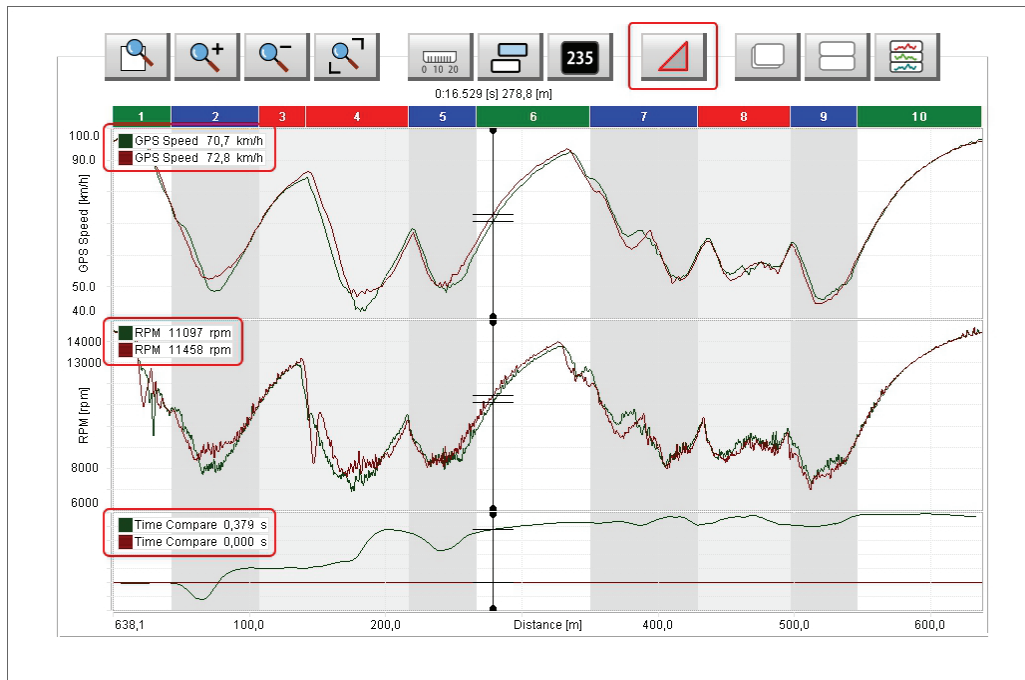 0 10 20
235
0:16.529 [s] 278,8 [m]
1 2 3 4 5 6 7 8 9 10
100.0
90.0
50.0
40.0
GPS Speed [km/h]
GPS Speed 70,7 km/h
GPS Speed 72,8 km/h
14000
13000
8000
6000
RPM [rpm]
RPM 11097 rpm
RPM 11458 rpm
Time Compare 0,379 s
Time Compare 0,000 s
638,1 100,0 200,0 Distance [m] 400,0 500,0 600,0